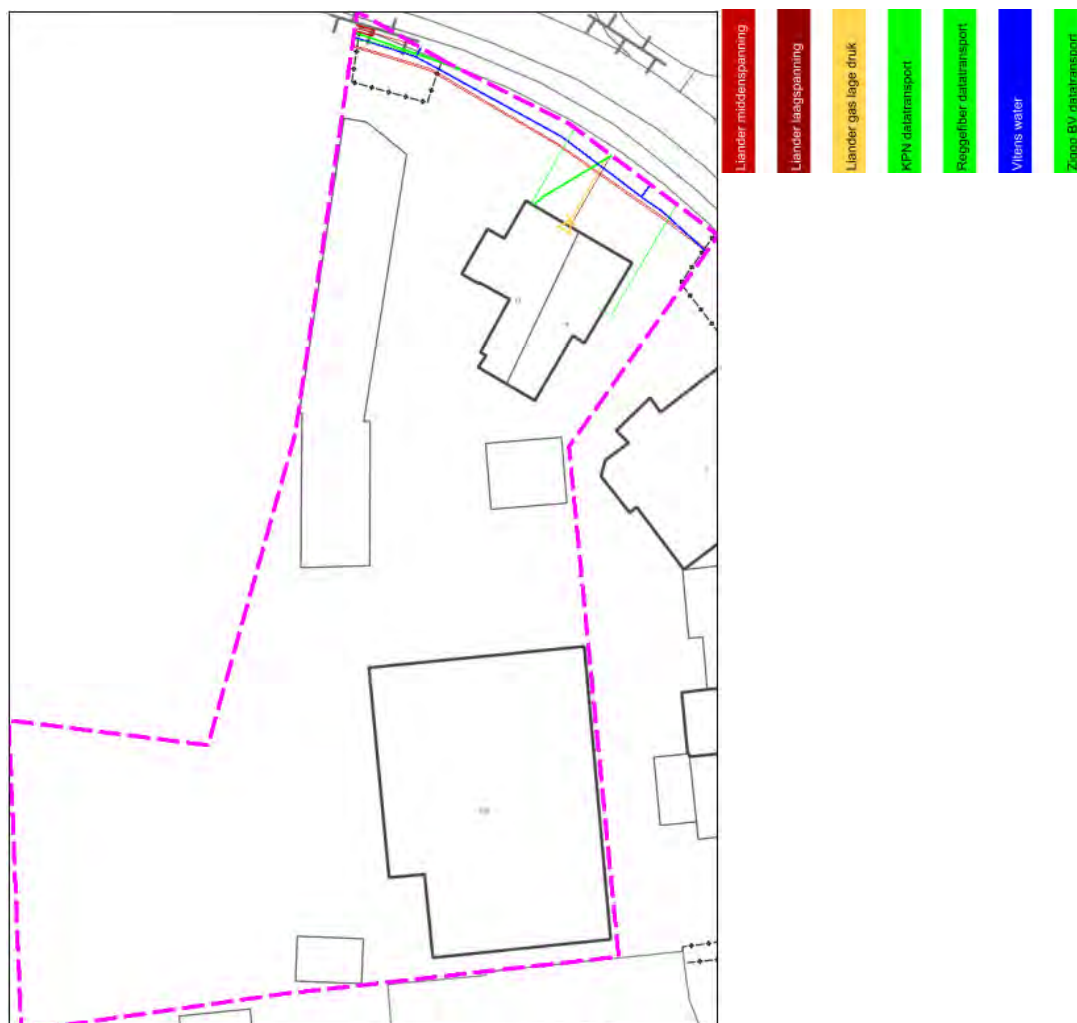 Liander middenspanning
Liander laagspanning
Liander gas lage druk
KPN datatransport
Reggefiber datatransport
Vitens water
Ziggo BV datatransport